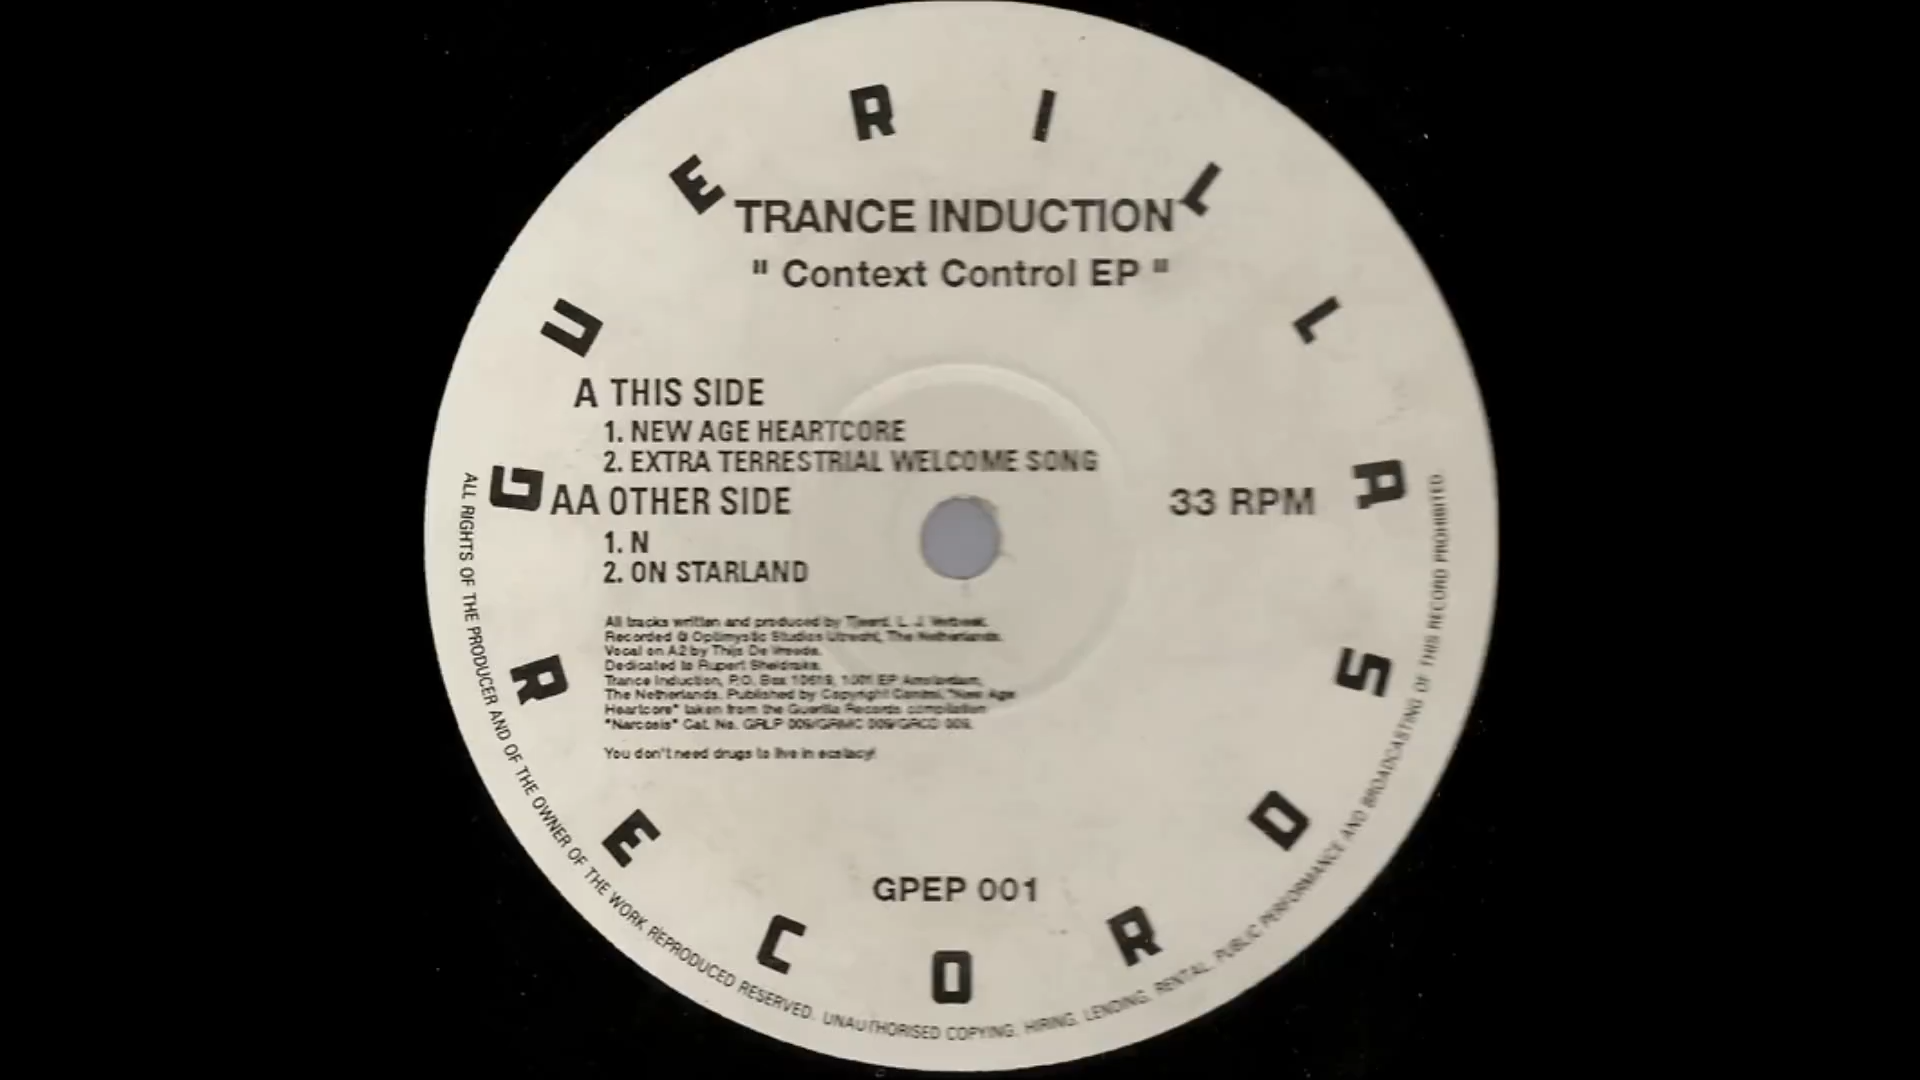 GUERILLA
RECORDS
TRANCE INDUCTION
" Context Control EP "
A THIS SIDE
1. NEW AGE HEARTCORE
2. EXTRA TERRESTRIAL WELCOME SONG
AA OTHER SIDE
1. N
2. ON STARLAND
33 RPM
All tracks written and produced by Tjeerd. L. J. Verbeek.
Recorded @ Optimystic Studios Utrecht, The Netherlands.
Vocal on A2 by Thijs De
Dedicated to Rupert Sheldrake.
Trance Induction, P.O. Box 10619, 1001 EP Amsterdam,
The Netherlands. Published by Copyright Control, "New Age
Heartcore" taken from the Guerilla Records compilation
"Narcosis" Cat. No. GRLP 009/GRMC 009/GRCD 009.
You don't need drugs to live in ecstacy!
GPEP 001
ALL RIGHTS OF THE PRODUCER AND OF THE OWNER OF THE WORK REPRODUCED RESERVED. UNAUTHORISED COPYING, HIRING, LENDING, RENTAL, PUBLIC PERFORMANCE AND BROADCASTING OF THIS RECORD PROHIBITED.